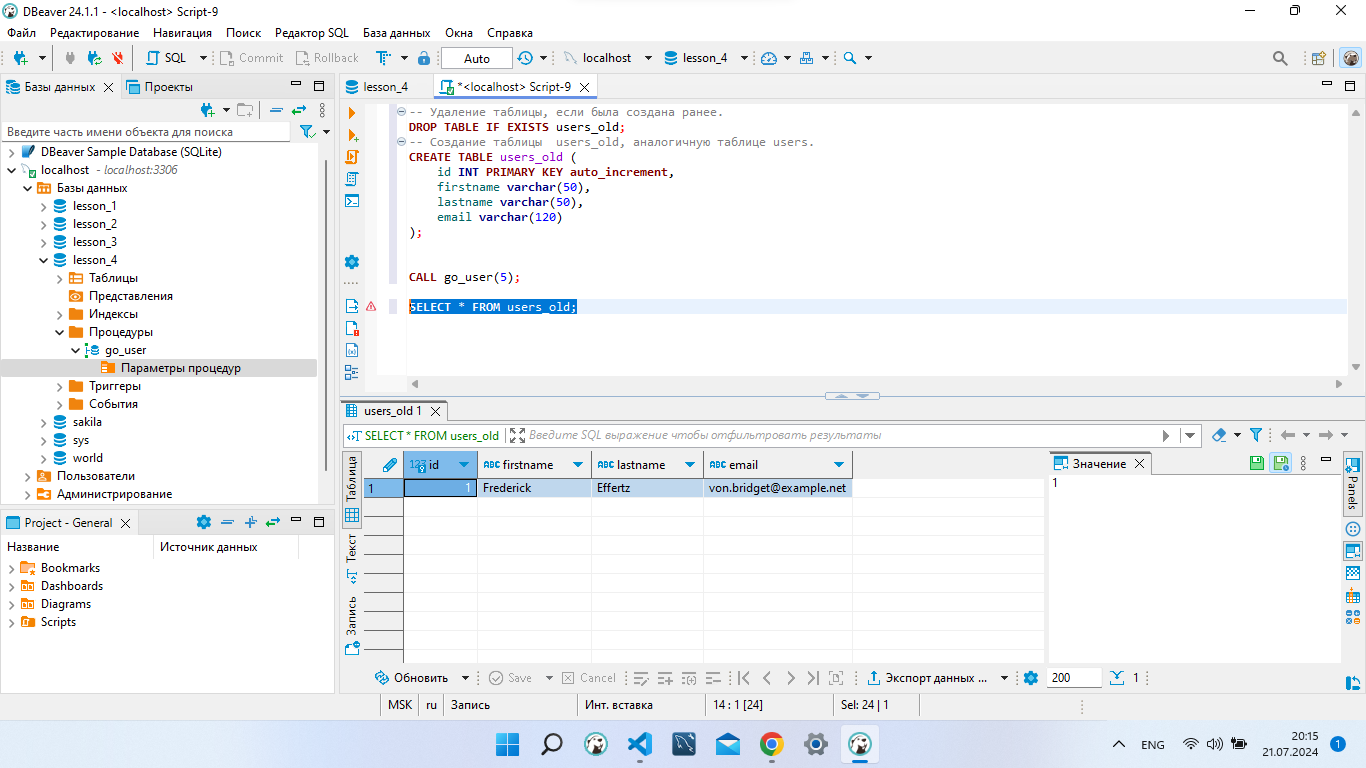 DBeaver 24.1.1 - <localhost> Script-9
Файл Редактирование Навигация Поиск Редактор SQL База данных Окна Справка
SQL Commit Rollback Auto localhost lesson_4
Базы данных Проекты
Введите часть имени объекта для поиска
DBeaver Sample Database (SQLite)
localhost - localhost:3306
Базы данных
lesson_1
lesson_2
lesson_3
lesson_4
Таблицы
Представления
Индексы
Процедуры
go_user
Параметры процедур
Триггеры
События
sakila
sys
world
Пользователи
Администрирование
Project - General
Название Источник данных
Bookmarks
Dashboards
Diagrams
Scripts
lesson_4 *<localhost> Script-9
-- Удаление таблицы, если была создана ранее.
DROP TABLE IF EXISTS users_old;
-- Создание таблицы  users_old, аналогичную таблице users.
CREATE TABLE users_old (
    id INT PRIMARY KEY auto_increment,
    firstname varchar(50),
    lastname varchar(50),
    email varchar(120)
);
CALL go_user(5);
SELECT * FROM users_old;
users_old 1
SELECT * FROM users_old Введите SQL выражение чтобы отфильтровать результаты
Таблица
Текст
Запись
123 id ABC firstname ABC lastname ABC email
1 1 Frederick Effertz von.bridget@example.net
Значение
1
Panels
Обновить Save Cancel Экспорт данных ... 200 1
MSK ru Запись Инт. вставка 14 : 1 [24] Sel: 24 | 1
ENG 20:15
21.07.2024 1